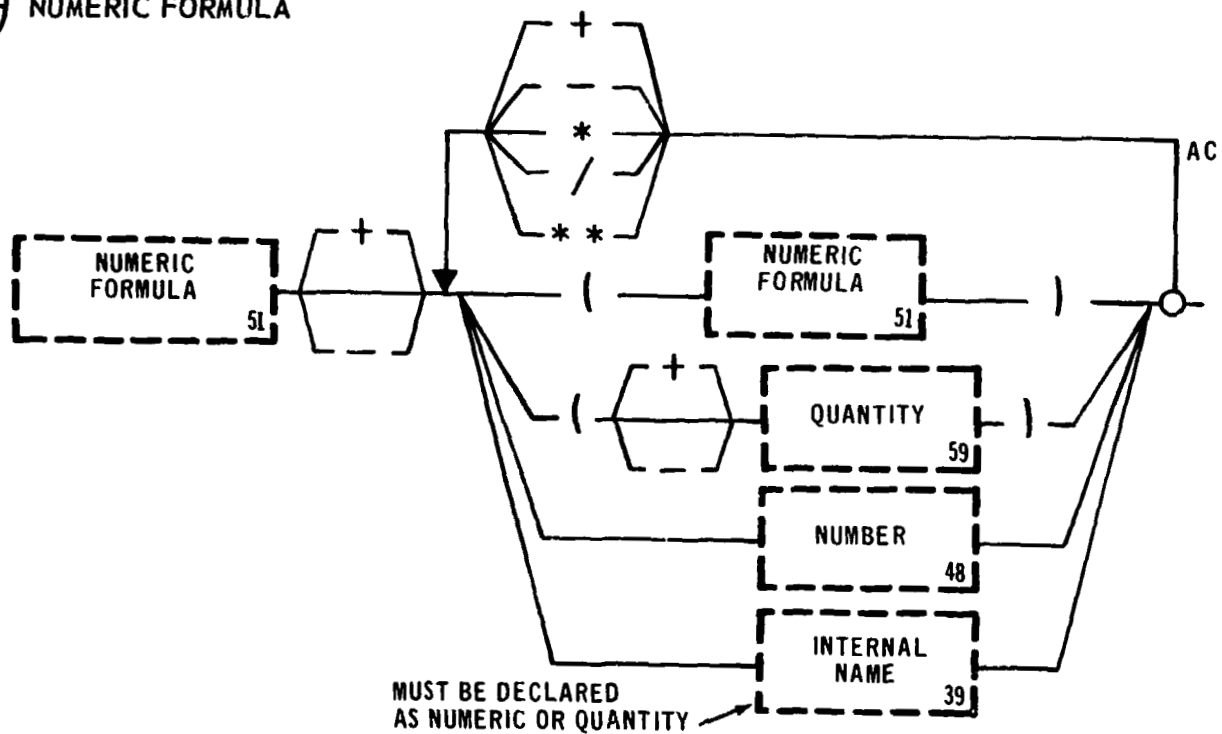 NUMERIC FORMULA
+
-
*
/
**
AC
NUMERIC
FORMULA
51
+
-
(
NUMERIC
FORMULA
51
)
(
+
-
QUANTITY
59
)
NUMBER
48
INTERNAL
NAME
39
MUST BE DECLARED
AS NUMERIC OR QUANTITY